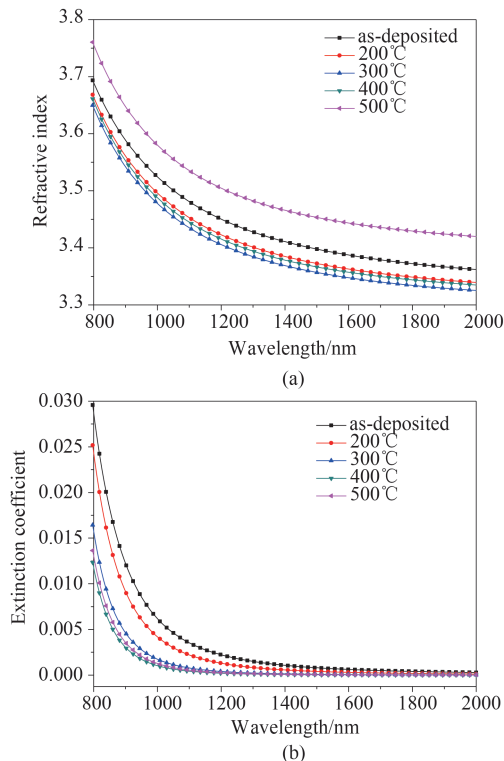 (a)
as-deposited
200℃
300℃
400℃
500℃
3.8
3.7
3.6
3.5
3.4
3.3
Refractive index
800 1000 1200 1400 1600 1800 2000
Wavelength/nm
(a)
0.030
0.025
0.020
0.015
0.010
0.005
0.000
Extinction coefficient
as-deposited
200℃
300℃
400℃
500℃
800 1000 1200 1400 1600 1800 2000
Wavelength/nm
(b)